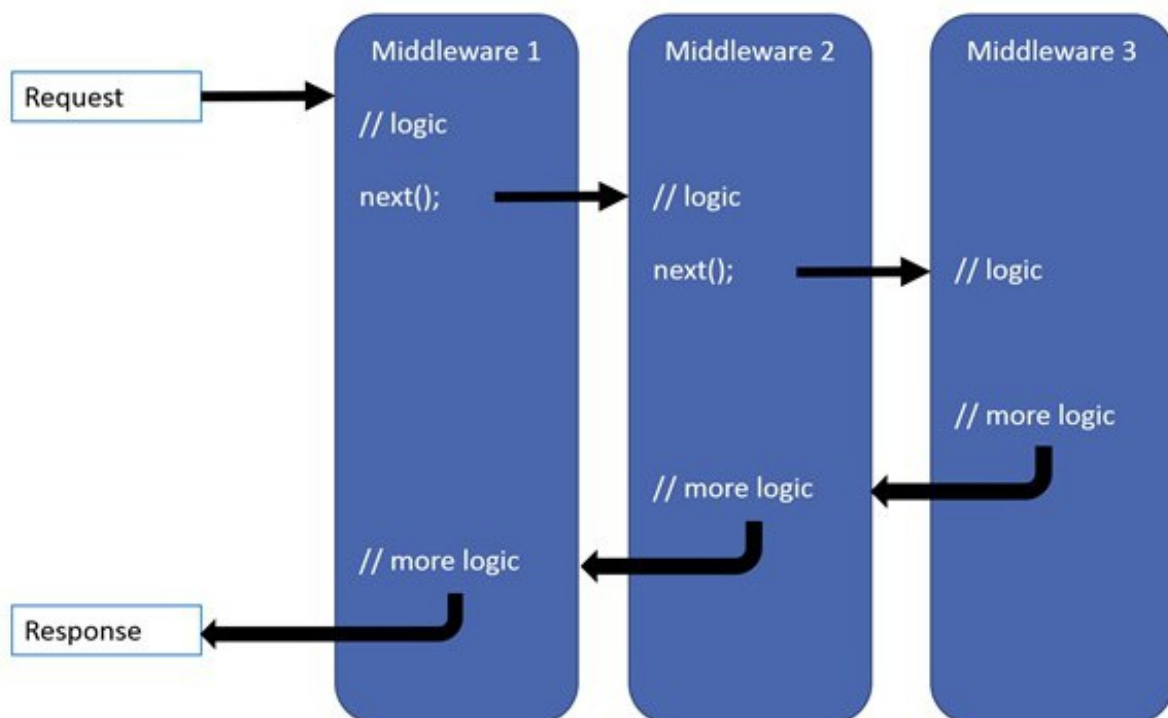 Middleware 1
Middleware 2
Middleware 3
Request
// logic
next();
// logic
next();
// logic
// more logic
// more logic
// more logic
Response